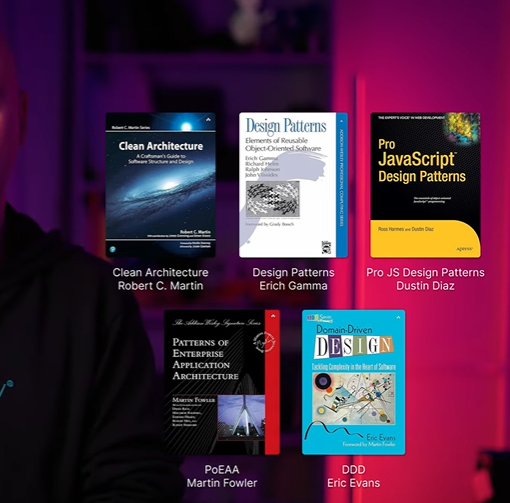 Robert C. Martin Series
Clean Architecture
A Craftsman's Guide to
Software Structure and Design
Robert C. Martin
Clean Architecture
Robert C. Martin
Design Patterns
Elements of Reusable
Object-Oriented Software
Erich Gamma
Richard Helm
Ralph Johnson
John Vlissides
Foreword by Grady Booch
ADDISON-WESLEY PROFESSIONAL COMPUTING SERIES
Design Patterns
Erich Gamma
THE EXPERT'S VOICE® IN WEB DEVELOPMENT
Pro
JavaScript™
Design Patterns
Ross Harmes and Dustin Diaz
Apress®
Pro JS Design Patterns
Dustin Diaz
The Addison Wesley Signature Series
PATTERNS OF
ENTERPRISE
APPLICATION
ARCHITECTURE
MARTIN FOWLER
PoEAA
Martin Fowler
Domain-Driven
DESIGN
Tackling Complexity in the Heart of Software
Eric Evans
Foreword by Martin Fowler
DDD
Eric Evans